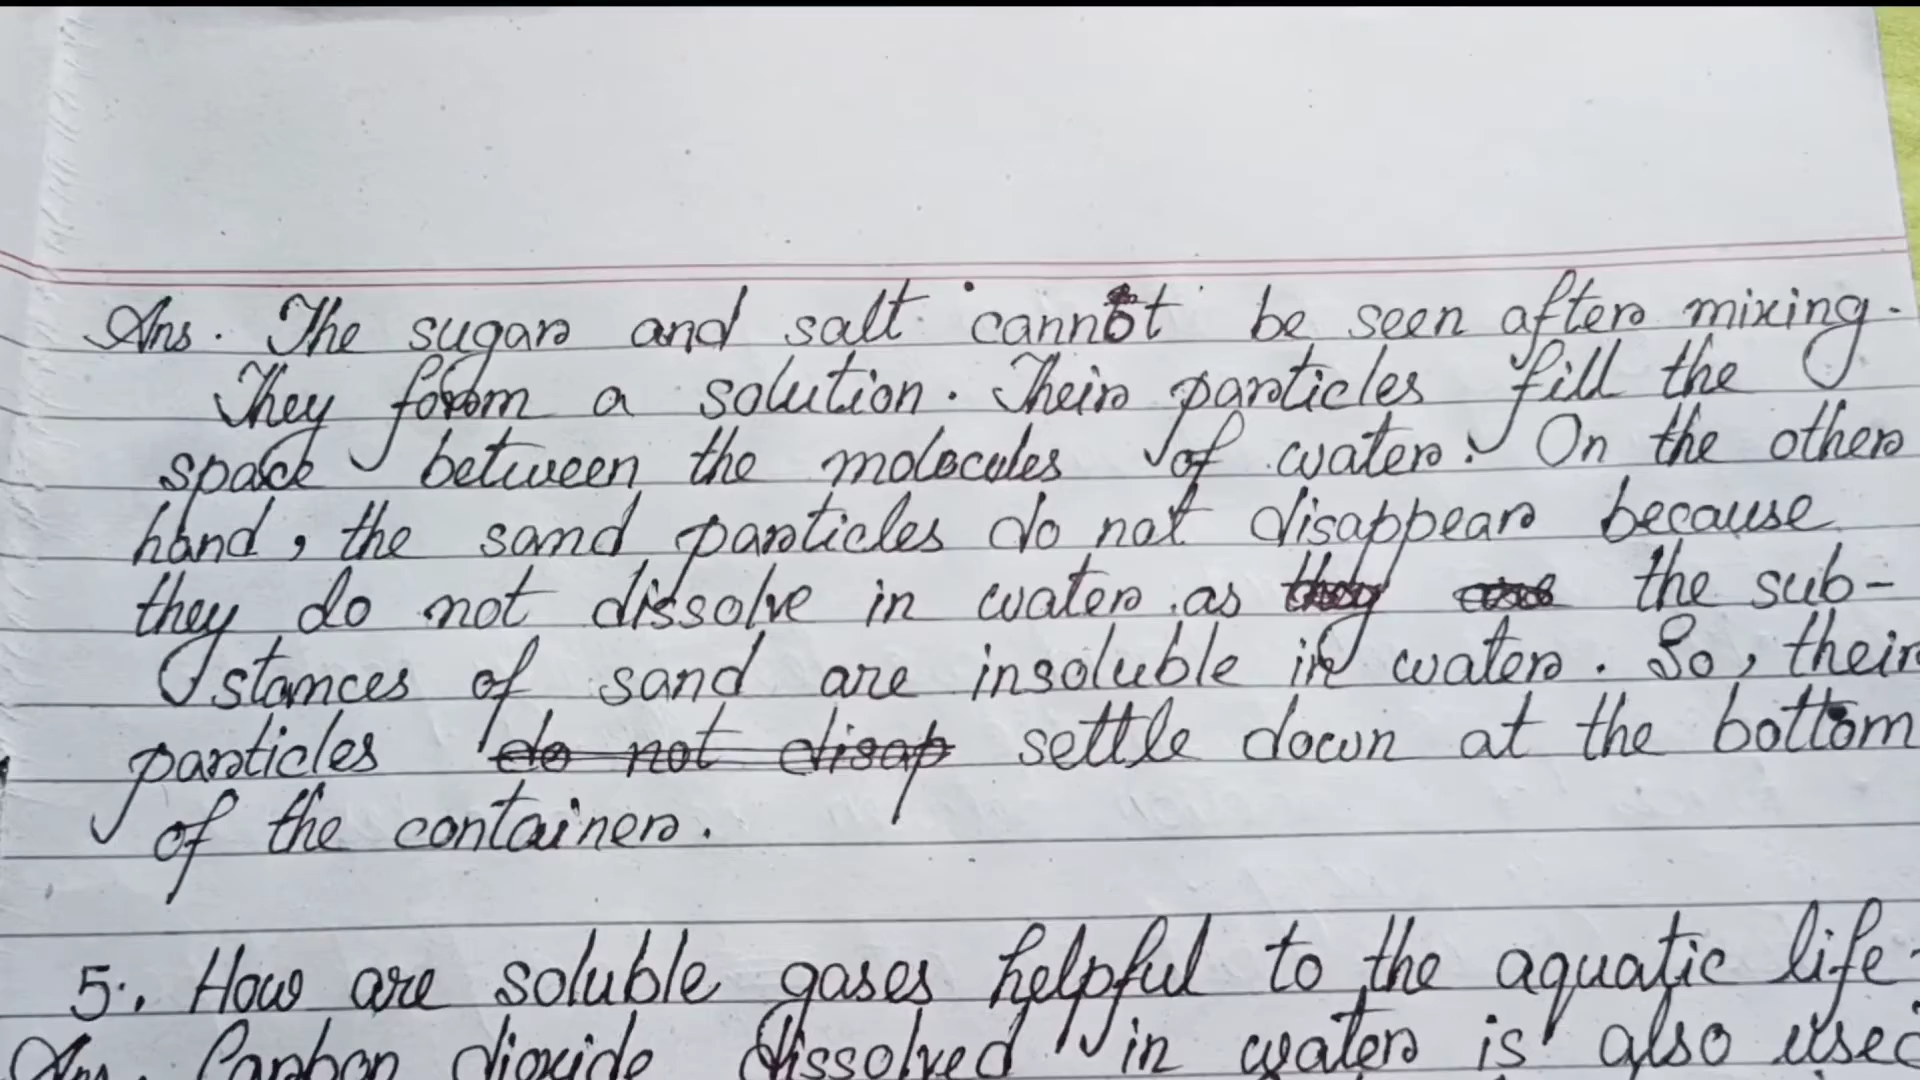 Ans. The sugar and salt cannot be seen after mixing.
They form a solution. Their particles fill the
space between the molecules of water. On the other
hand, the sand particles do not disappear because
they do not dissolve in water as the sub-
stances of sand are insoluble in water. So, their
particles do not disap settle down at the bottom
of the container.
5. How are soluble gases helpful to the aquatic life
Ans. Carbon dioxide dissolved in water is also used